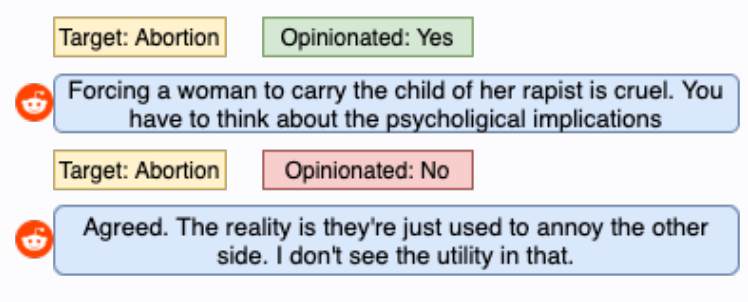 Target: Abortion
Opinionated: Yes
Forcing a woman to carry the child of her rapist is cruel. You
have to think about the psycholigical implications
Target: Abortion
Opinionated: No
Agreed. The reality is they're just used to annoy the other
side. I don't see the utility in that.